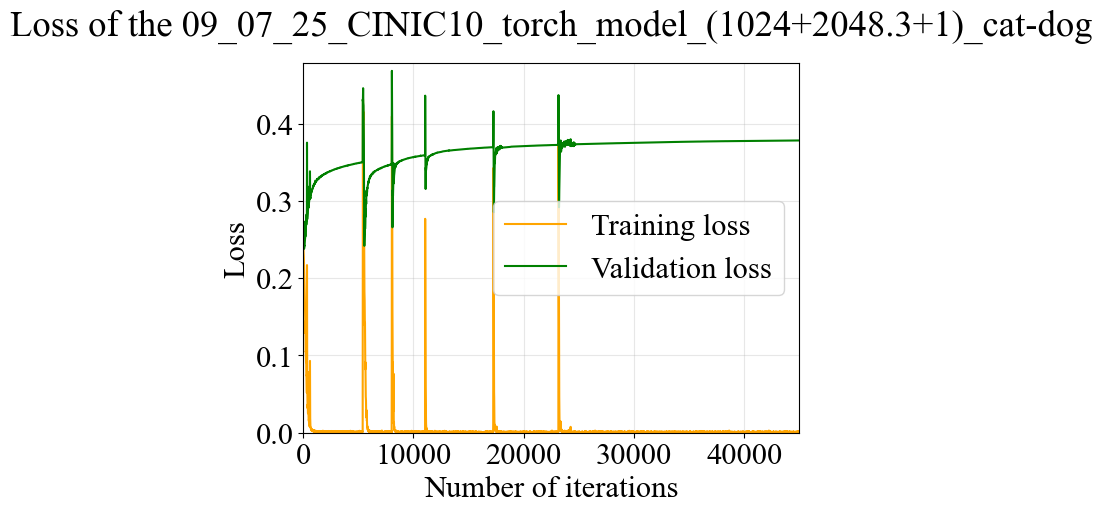 Loss of the 09_07_25_CINIC10_torch_model_(1024+2048.3+1)_cat-dog
0.4
0.3
0.2
0.1
0.0
Loss
Training loss
Validation loss
0 10000 20000 30000 40000
Number of iterations